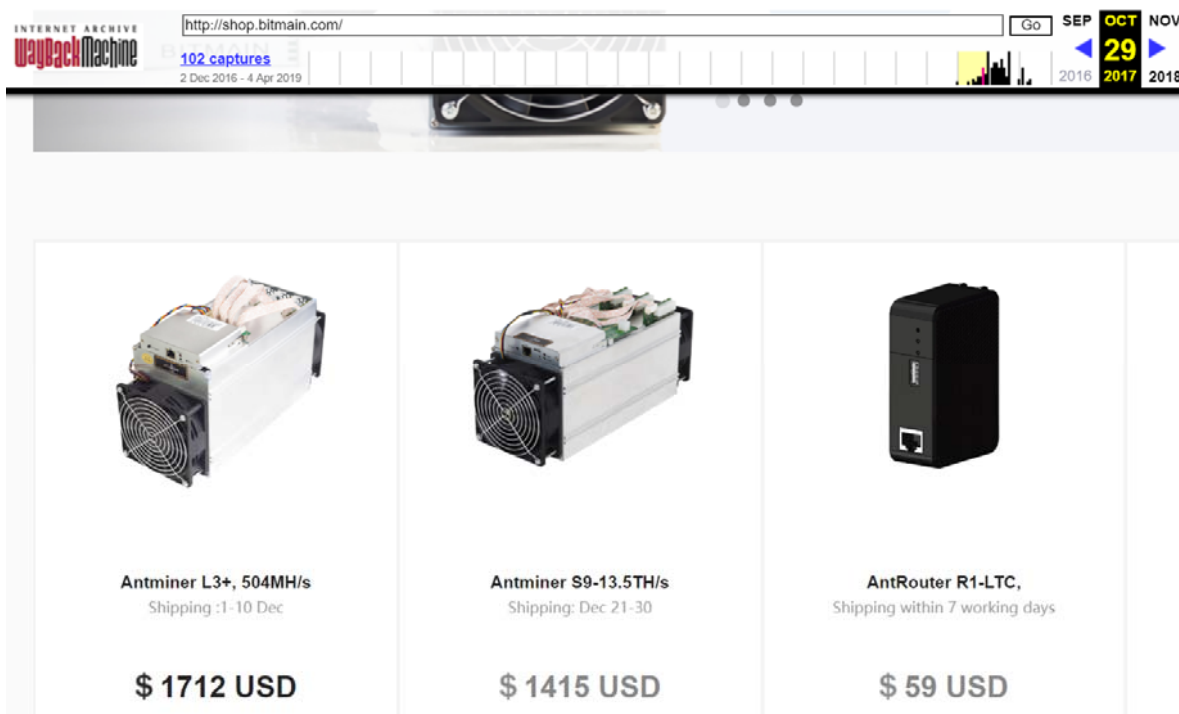 INTERNET ARCHIVE
WayBackMachine
http://shop.bitmain.com/
Go
102 captures
2 Dec 2016 - 4 Apr 2019
SEP OCT NOV
29
2016 2017 2018
BITMAIN
Antminer L3+, 504MH/s
Shipping :1-10 Dec
$ 1712 USD
Antminer S9-13.5TH/s
Shipping: Dec 21-30
$ 1415 USD
AntRouter R1-LTC,
Shipping within 7 working days
$ 59 USD